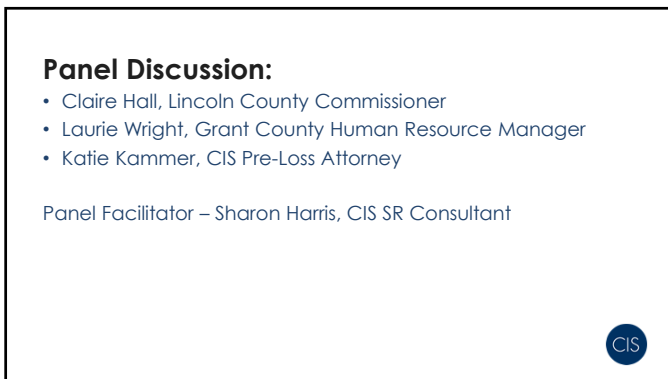 Panel Discussion:
• Claire Hall, Lincoln County Commissioner
• Laurie Wright, Grant County Human Resource Manager
• Katie Kammer, CIS Pre-Loss Attorney
Panel Facilitator – Sharon Harris, CIS SR Consultant
CIS